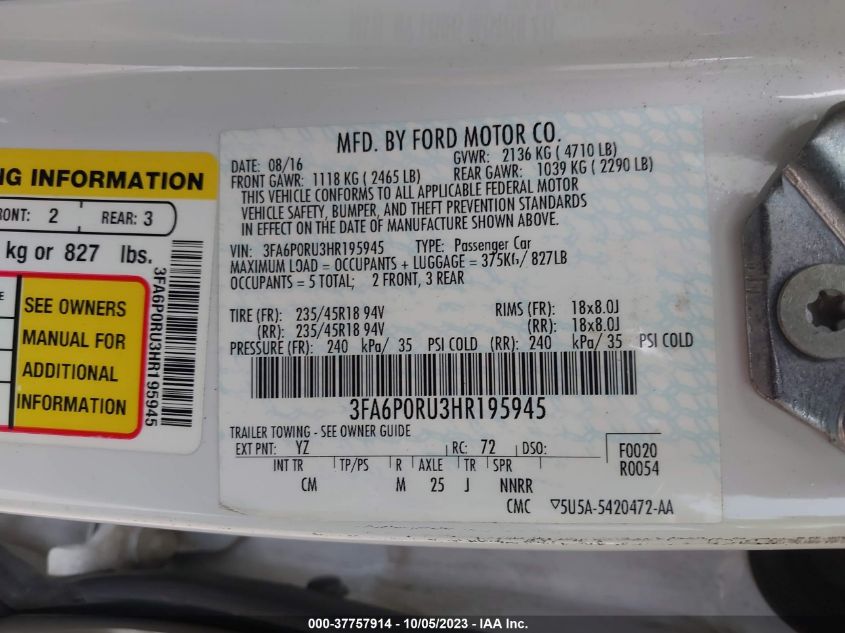 NG INFORMATION
RONT: 2 REAR: 3
kg or 827 lbs.
SEE OWNERS
MANUAL FOR
ADDITIONAL
INFORMATION
3FA6P0RU3HR195945
MFD. BY FORD MOTOR CO.
DATE: 08/16 GVWR: 2136 KG ( 4710 LB)
FRONT GAWR: 1118 KG ( 2465 LB) REAR GAWR: 1039 KG ( 2290 LB)
THIS VEHICLE CONFORMS TO ALL APPLICABLE FEDERAL MOTOR
VEHICLE SAFETY, BUMPER, AND THEFT PREVENTION STANDARDS
IN EFFECT ON THE DATE OF MANUFACTURE SHOWN ABOVE.
VIN: 3FA6P0RU3HR195945 TYPE: Passenger Car
MAXIMUM LOAD = OCCUPANTS + LUGGAGE = 375KG/ 827LB
OCCUPANTS = 5 TOTAL; 2 FRONT, 3 REAR
TIRE (FR): 235/45R18 94V RIMS (FR): 18x8.0J
(RR): 235/45R18 94V (RR): 18x8.0J
PRESSURE (FR): 240 kPa/ 35 PSI COLD (RR): 240 kPa/ 35 PSI COLD
3FA6P0RU3HR195945
TRAILER TOWING - SEE OWNER GUIDE
EXT PNT: YZ RC: 72 DSO:
F0020
R0054
INT TR TP/PS R AXLE TR SPR
CM M 25 J NNRR
CMC ▽5U5A-5420472-AA
000-37757914 - 10/05/2023 - IAA Inc.